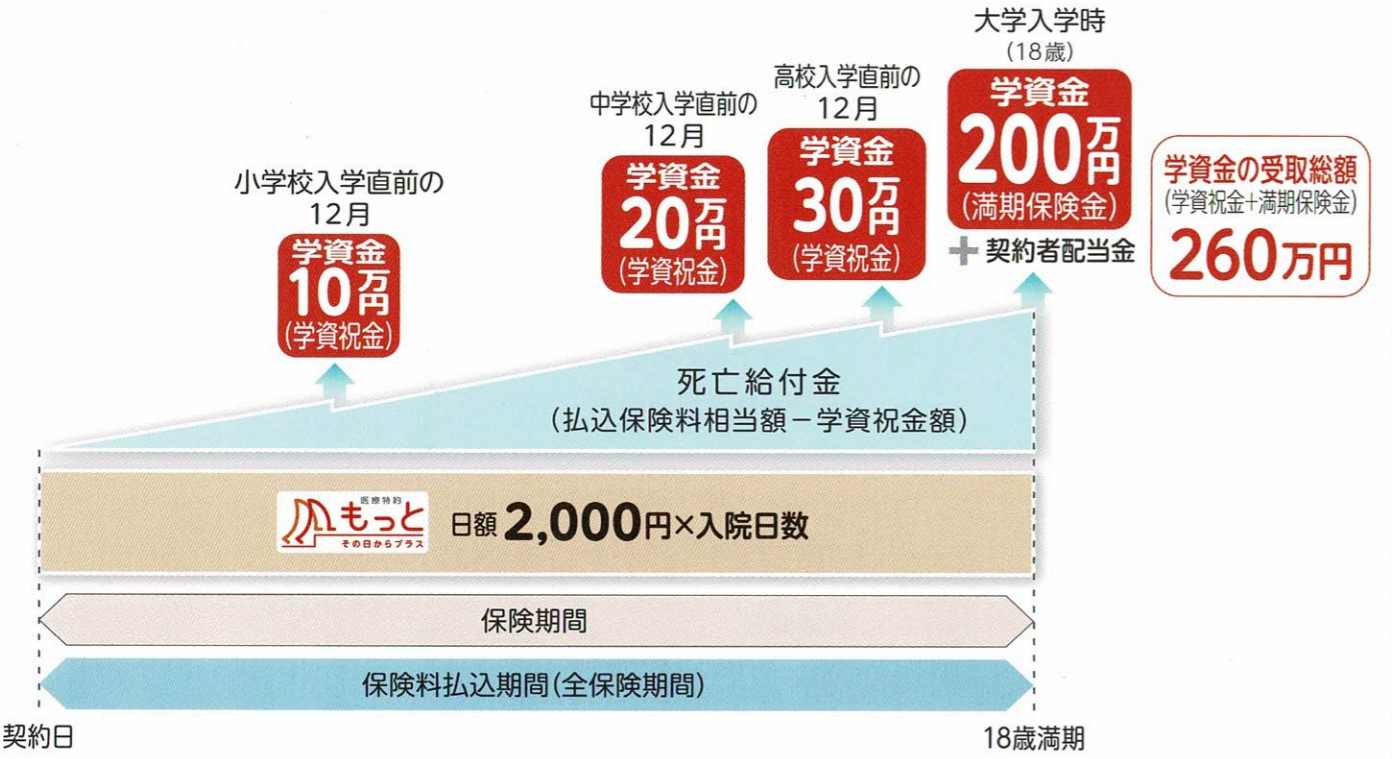 大学入学時
(18歳)
学資金
200万円
(満期保険金)
＋契約者配当金
高校入学直前の
12月
学資金
30万円
(学資祝金)
中学校入学直前の
12月
学資金
20万円
(学資祝金)
小学校入学直前の
12月
学資金
10万円
(学資祝金)
学資金の受取総額
(学資祝金+満期保険金)
260万円
死亡給付金
(払込保険料相当額－学資祝金額)
医療特約
もっと
その日からプラス
日額2,000円×入院日数
保険期間
保険料払込期間(全保険期間)
契約日
18歳満期